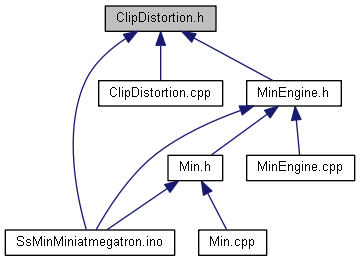 ClipDistortion.h
ClipDistortion.cpp
MinEngine.h
Min.h
MinEngine.cpp
SsMinMiniatmegatron.ino
Min.cpp